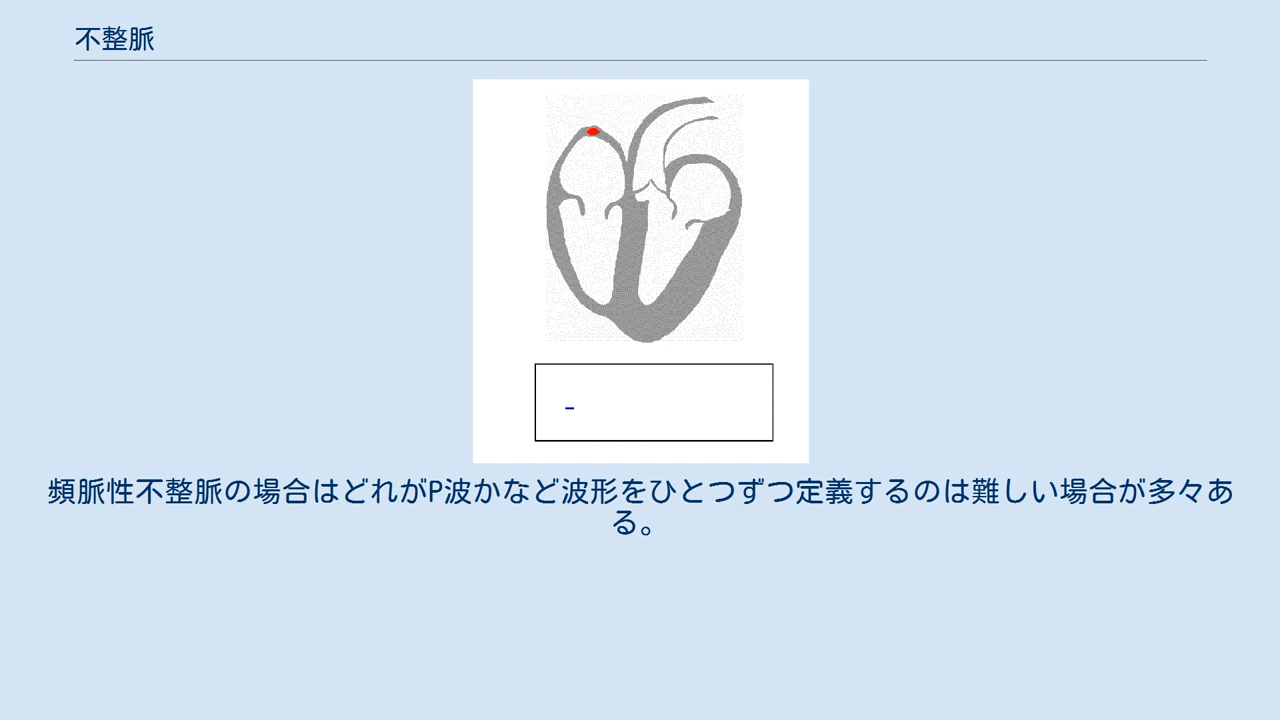 不整脈
頻脈性不整脈の場合はどれがP波かなど波形をひとつずつ定義するのは難しい場合が多々あ
る。